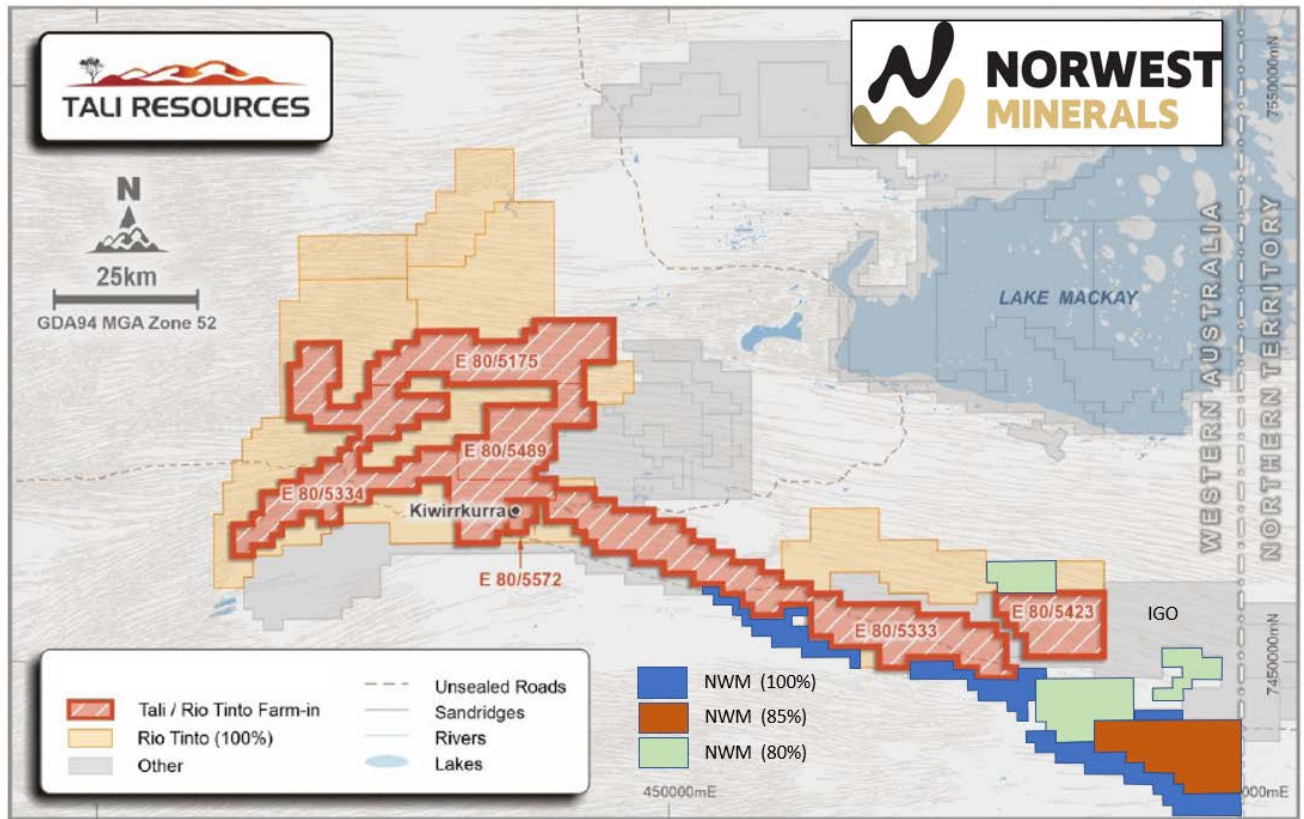 TALI RESOURCES
NORWEST
MINERALS
7550000mN
N
25km
GDA94 MGA Zone 52
LAKE MACKAY
WESTERN AUSTRALIA
NORTHERN TERRITORY
E 80/5175
E 80/5489
E 80/5334
Kiwirrkurra
E 80/5572
E 80/5423
E 80/5333
IGO
7450000mN
Tali / Rio Tinto Farm-in
Rio Tinto (100%)
Other
Unsealed Roads
Sandridges
Rivers
Lakes
NWM (100%)
NWM (85%)
NWM (80%)
450000mE
000mE